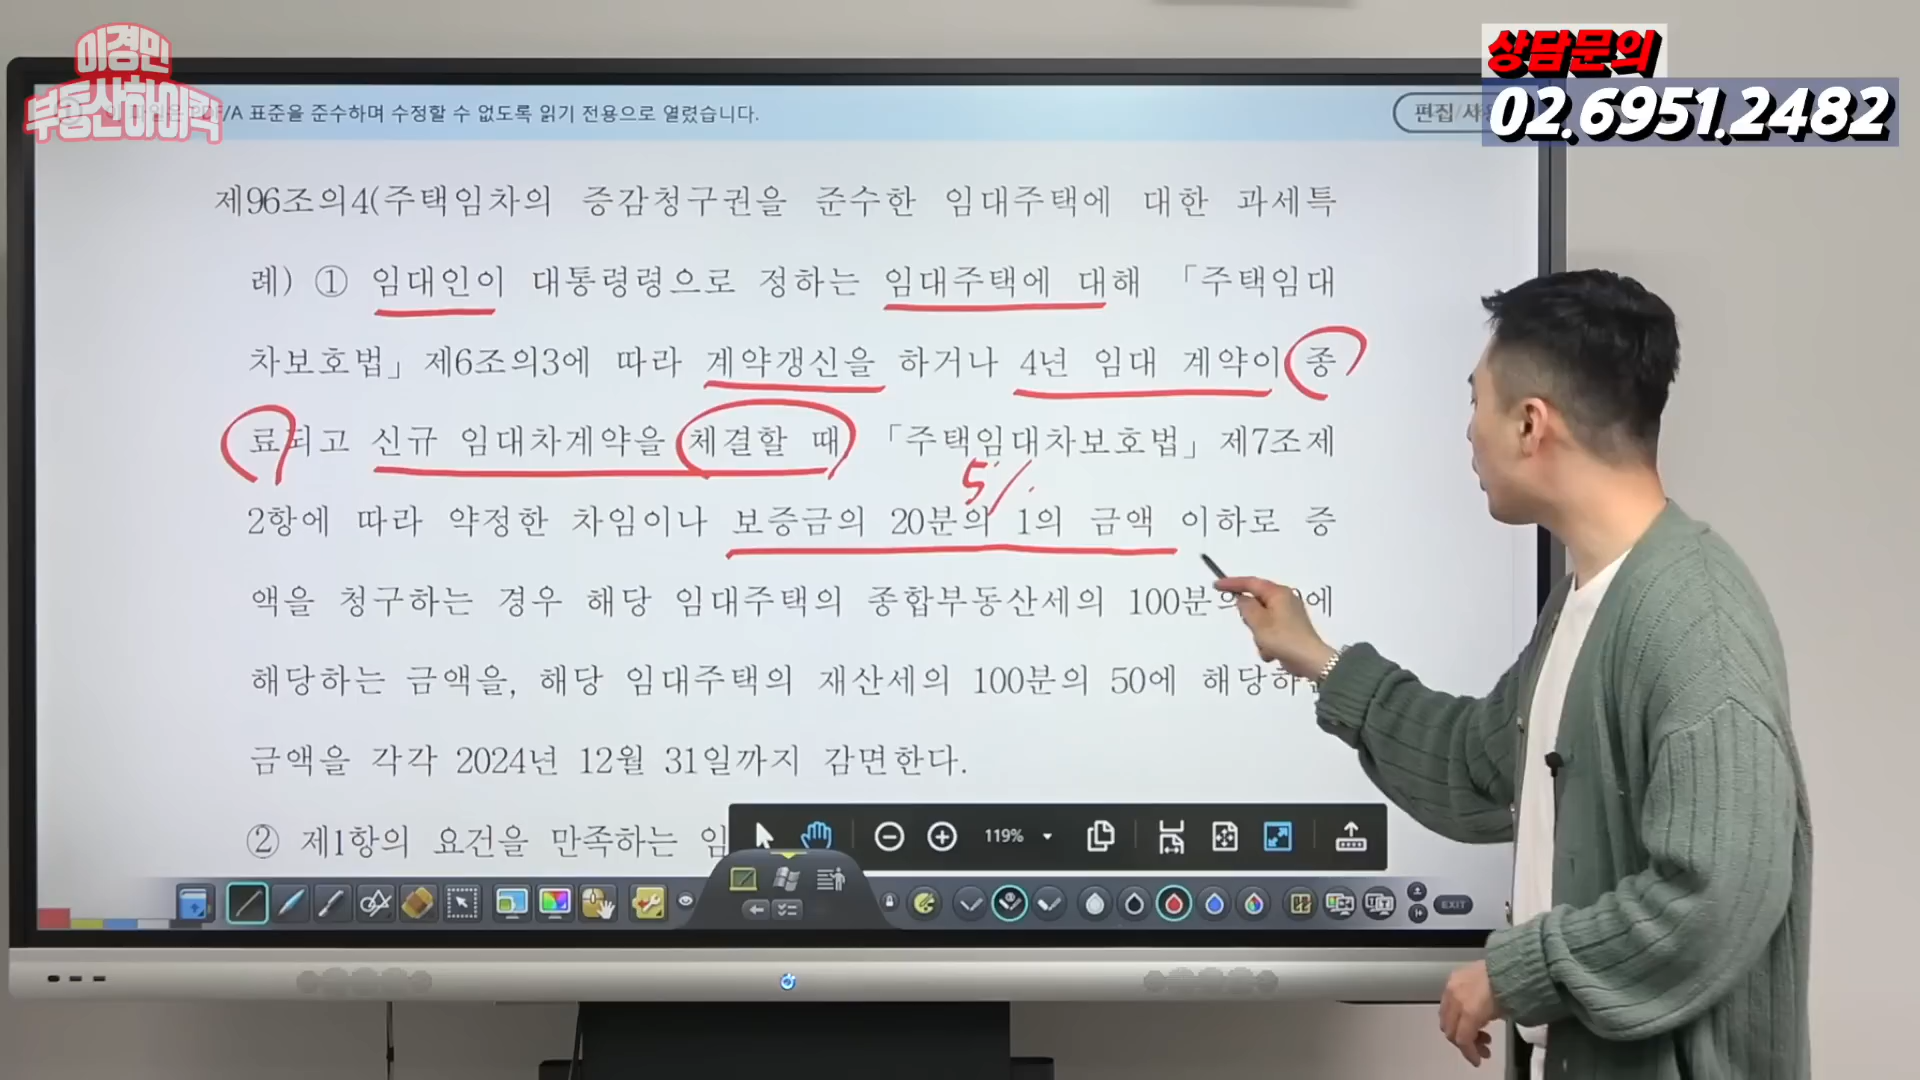 이경민
부동산하이킥
상담문의
02.6951.2482
PDF/A 표준을 준수하며 수정할 수 없도록 읽기 전용으로 열렸습니다.
편집
제96조의4(주택임차의 증감청구권을 준수한 임대주택에 대한 과세특
례) ① 임대인이 대통령령으로 정하는 임대주택에 대해 「주택임대
차보호법」 제6조의3에 따라 계약갱신을 하거나 4년 임대 계약이 종
료되고 신규 임대차계약을 체결할 때 「주택임대차보호법」 제7조제
5%
2항에 따라 약정한 차임이나 보증금의 20분의 1의 금액 이하로 증
액을 청구하는 경우 해당 임대주택의 종합부동산세의 100분의
해당하는 금액을, 해당 임대주택의 재산세의 100분의 50에 해당하는
금액을 각각 2024년 12월 31일까지 감면한다.
② 제1항의 요건을 만족하는 임
119%
EXIT